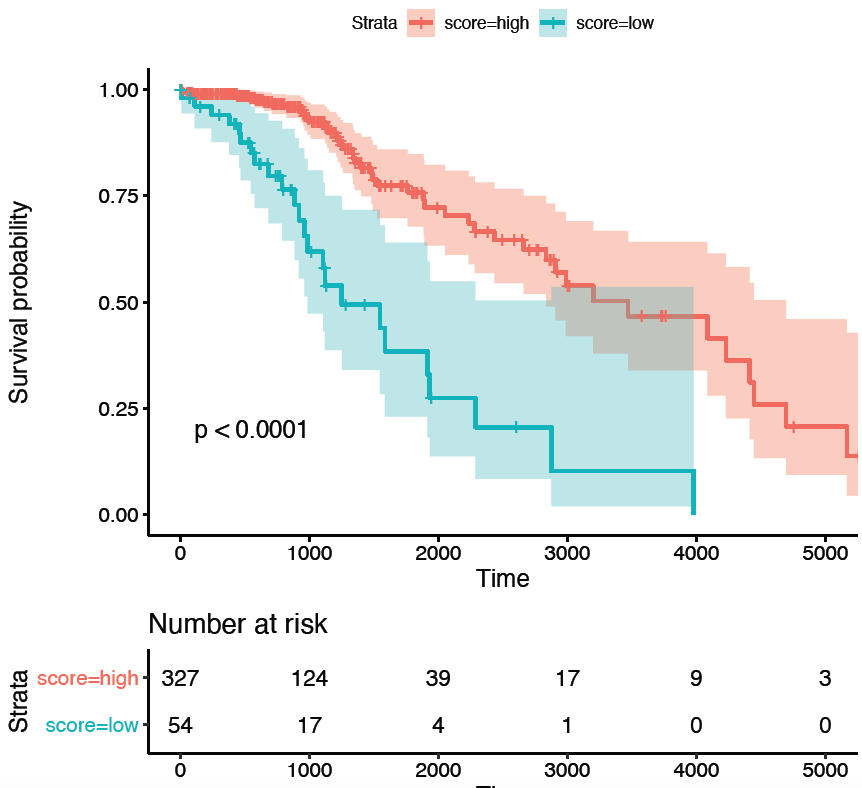 Strata score=high score=low
Survival probability
1.00
0.75
0.50
0.25
0.00
p < 0.0001
0 1000 2000 3000 4000 5000
Time
Number at risk
Strata
score=high 327 124 39 17 9 3
score=low 54 17 4 1 0 0
0 1000 2000 3000 4000 5000